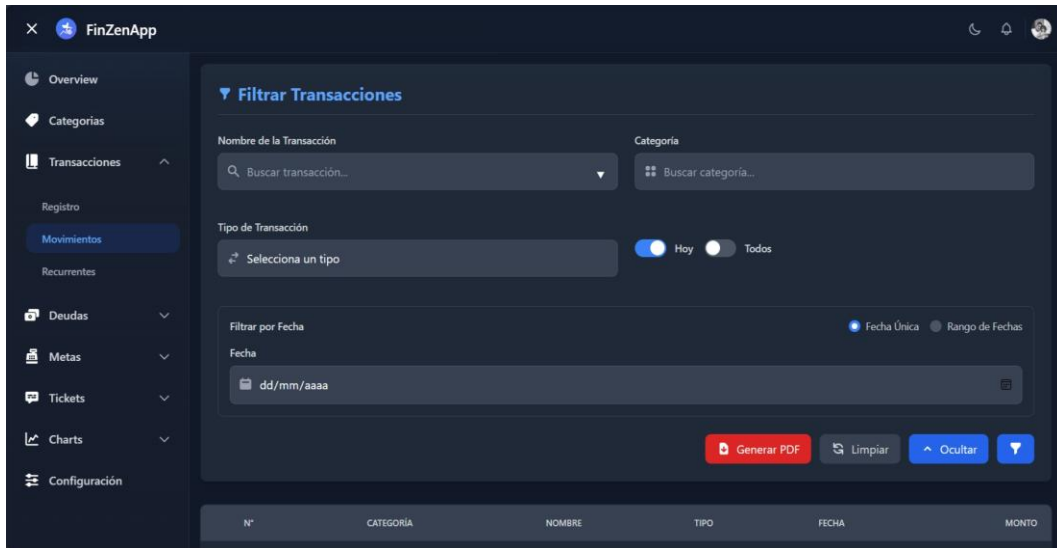 FinZenApp
Overview
Categorias
Transacciones
Registro
Movimientos
Recurrentes
Deudas
Metas
Tickets
Charts
Configuración
Filtrar Transacciones
Nombre de la Transacción
Buscar transacción...
Categoría
Buscar categoría...
Tipo de Transacción
Selecciona un tipo
Hoy
Todos
Filtrar por Fecha
Fecha Única
Rango de Fechas
Fecha
dd/mm/aaaa
Generar PDF
Limpiar
Ocultar
N° CATEGORÍA NOMBRE TIPO FECHA MONTO